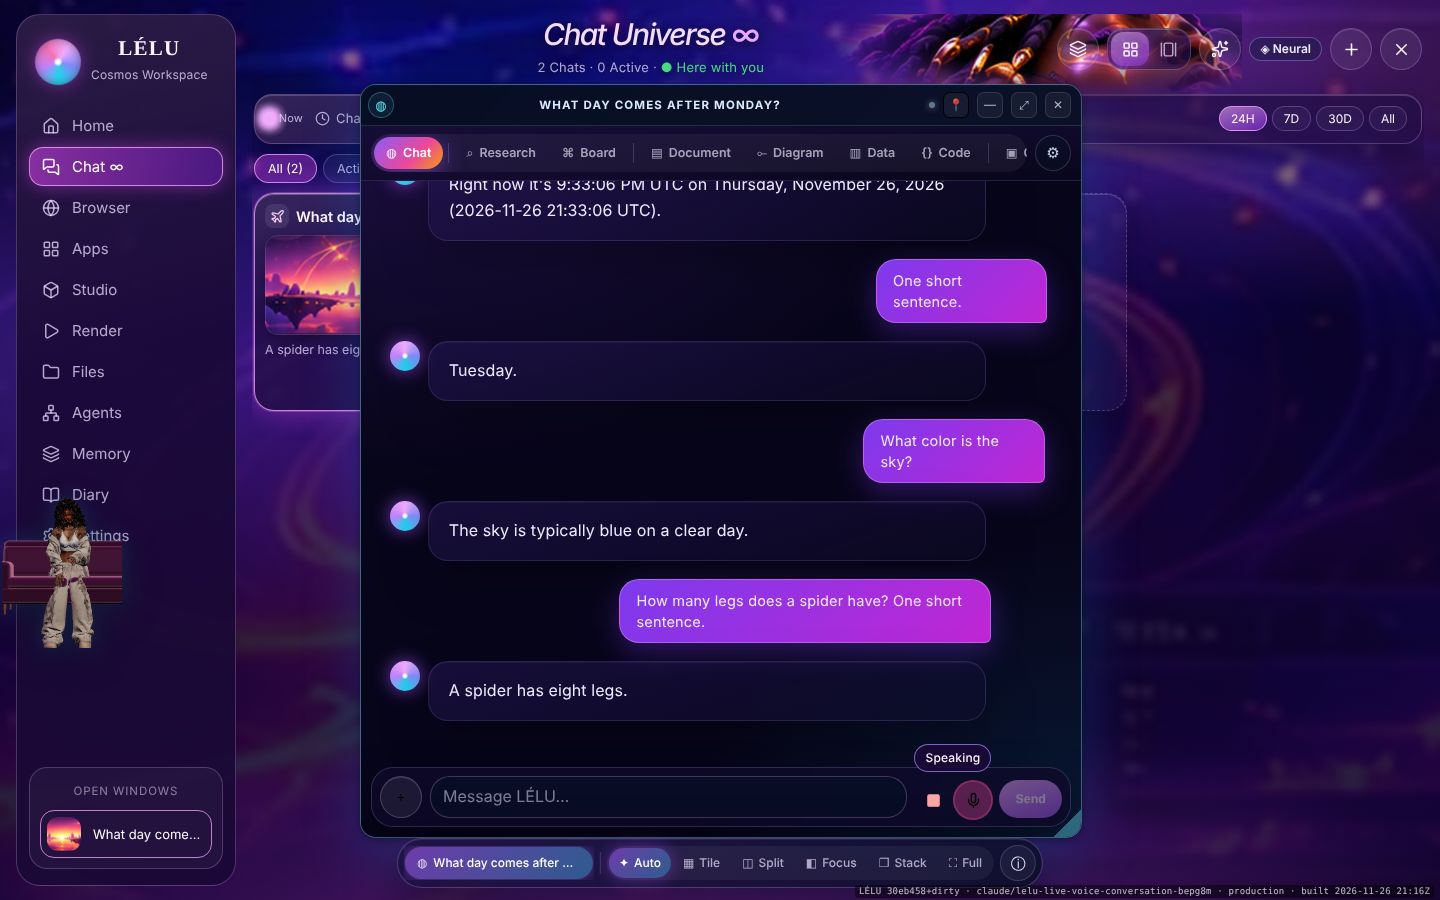 LÉLU
Cosmos Workspace
Home
Chat ∞
Browser
Apps
Studio
Render
Files
Agents
Memory
Diary
ettings
OPEN WINDOWS
What day come...
Chat Universe ∞
2 Chats · 0 Active · ● Here with you
◈ Neural
Now
Cha
24H
7D
30D
All
All (2)
Acti
What day
A spider has eig
WHAT DAY COMES AFTER MONDAY?
Chat
Research
Board
Document
Diagram
Data
{} Code
Right now it's 9:33:06 PM UTC on Thursday, November 26, 2026
(2026-11-26 21:33:06 UTC).
One short
sentence.
Tuesday.
What color is the
sky?
The sky is typically blue on a clear day.
How many legs does a spider have? One short
sentence.
A spider has eight legs.
Speaking
Message LÉLU...
Send
What day comes after ...
Auto
Tile
Split
Focus
Stack
Full
LÉLU 30eb458+dirty · claude/lelu-live-voice-conversation-bepg8m · production · built 2026-11-26 21:16Z